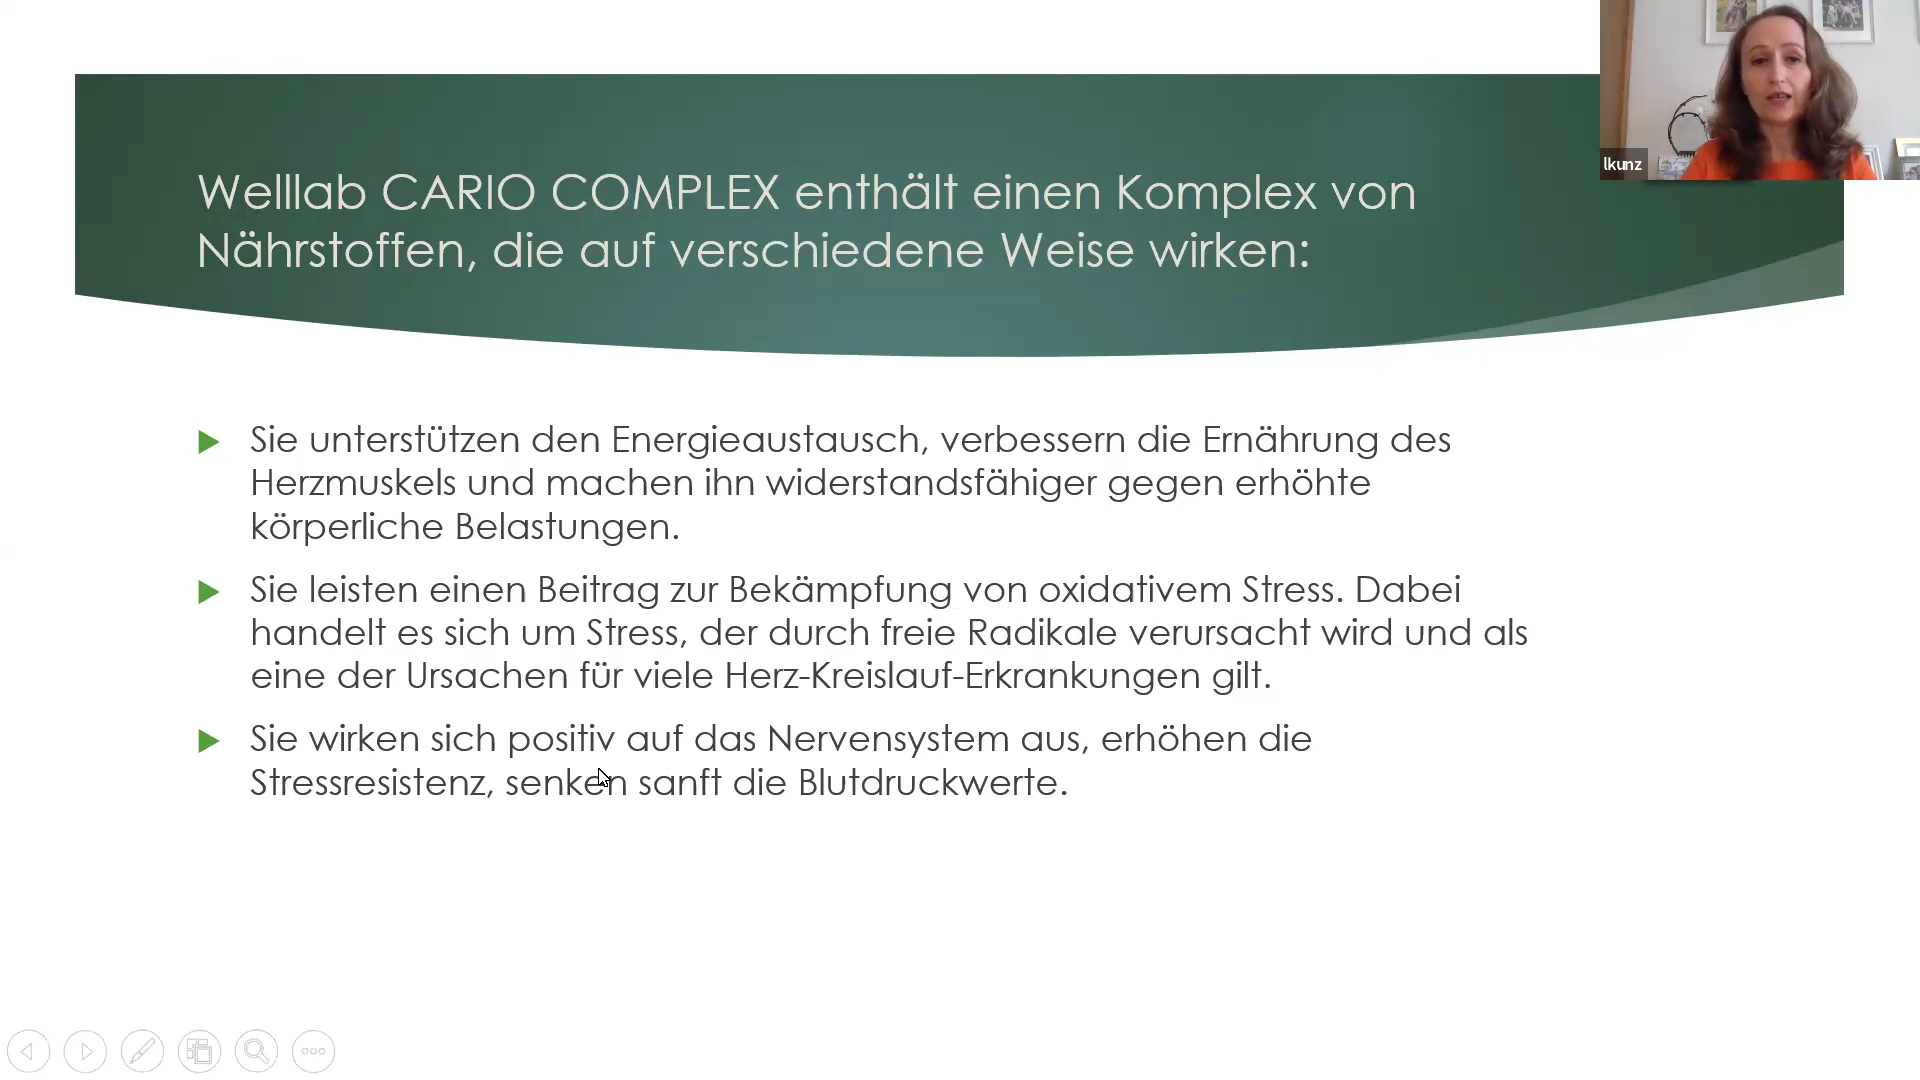 Welllab CARIO COMPLEX enthält einen Komplex von
Nährstoffen, die auf verschiedene Weise wirken:
lkunz
Sie unterstützen den Energieaustausch, verbessern die Ernährung des
Herzmuskels und machen ihn widerstandsfähiger gegen erhöhte
körperliche Belastungen.
Sie leisten einen Beitrag zur Bekämpfung von oxidativem Stress. Dabei
handelt es sich um Stress, der durch freie Radikale verursacht wird und als
eine der Ursachen für viele Herz-Kreislauf-Erkrankungen gilt.
Sie wirken sich positiv auf das Nervensystem aus, erhöhen die
Stressresistenz, senken sanft die Blutdruckwerte.